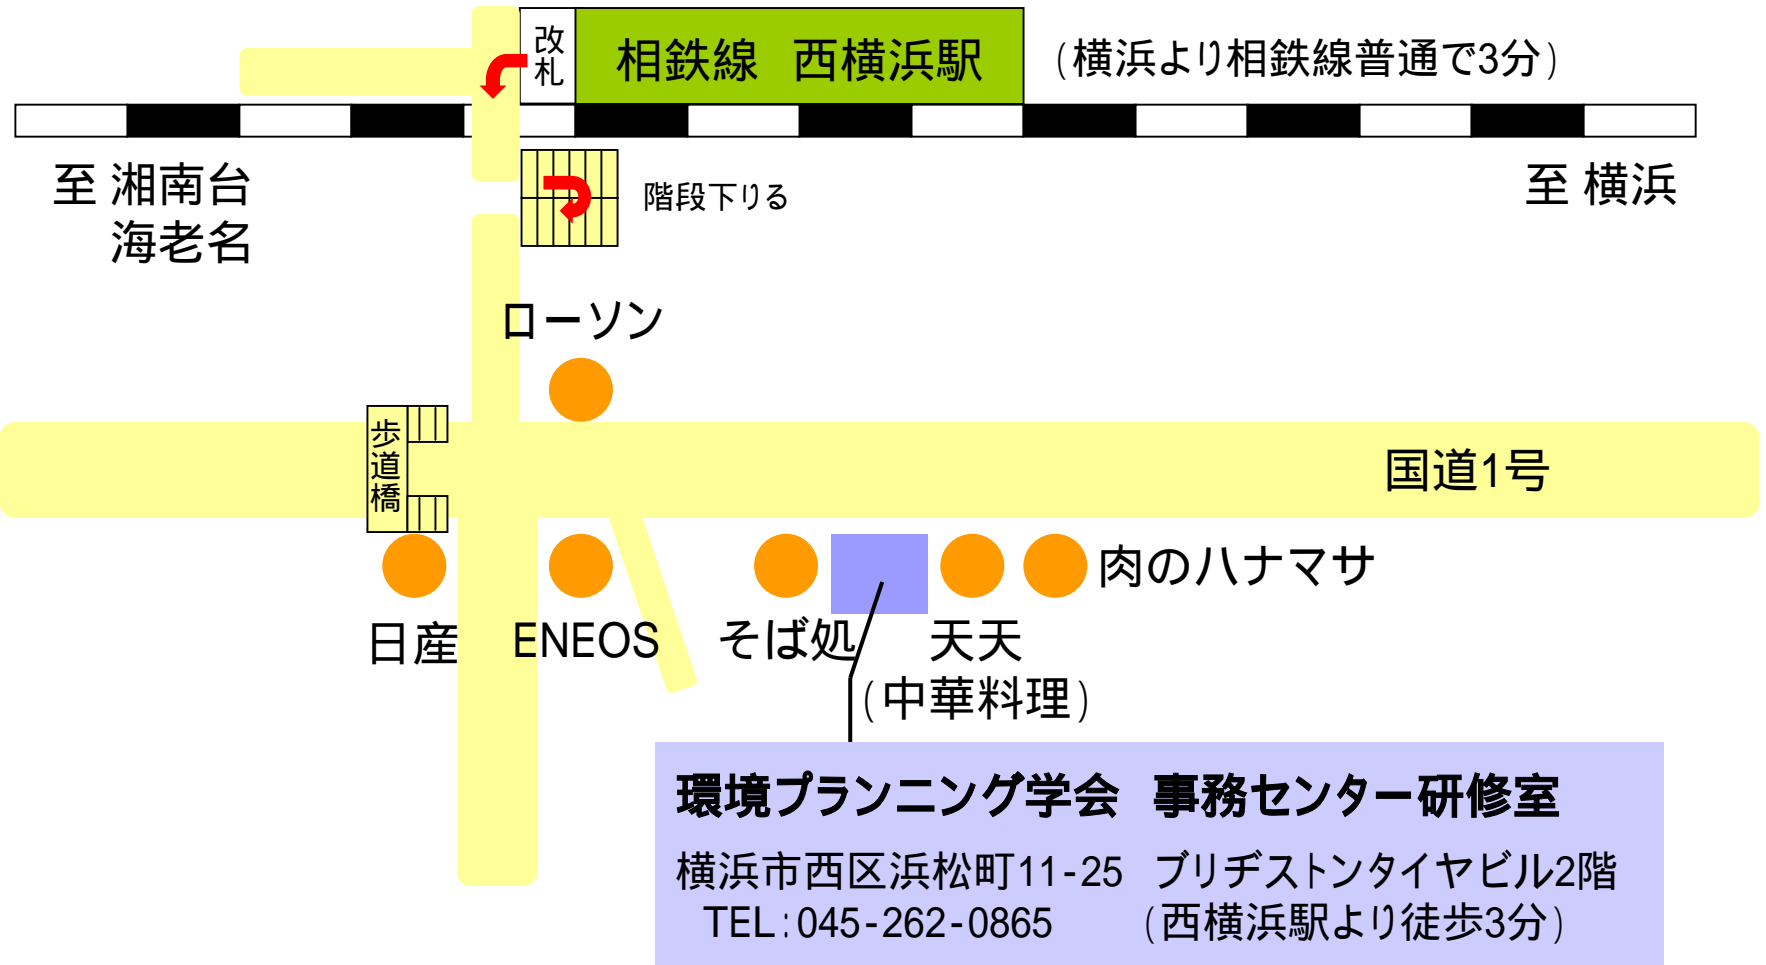 改札
相鉄線 西横浜駅
(横浜より相鉄線普通で3分)
至 湘南台
海老名
階段下りる
至 横浜
ローソン
歩道橋
国道1号
肉のハナマサ
日産
ENEOS
そば処
天天
(中華料理)
環境プランニング学会 事務センター研修室
横浜市西区浜松町11-25 ブリヂストンタイヤビル2階
TEL:045-262-0865 (西横浜駅より徒歩3分)